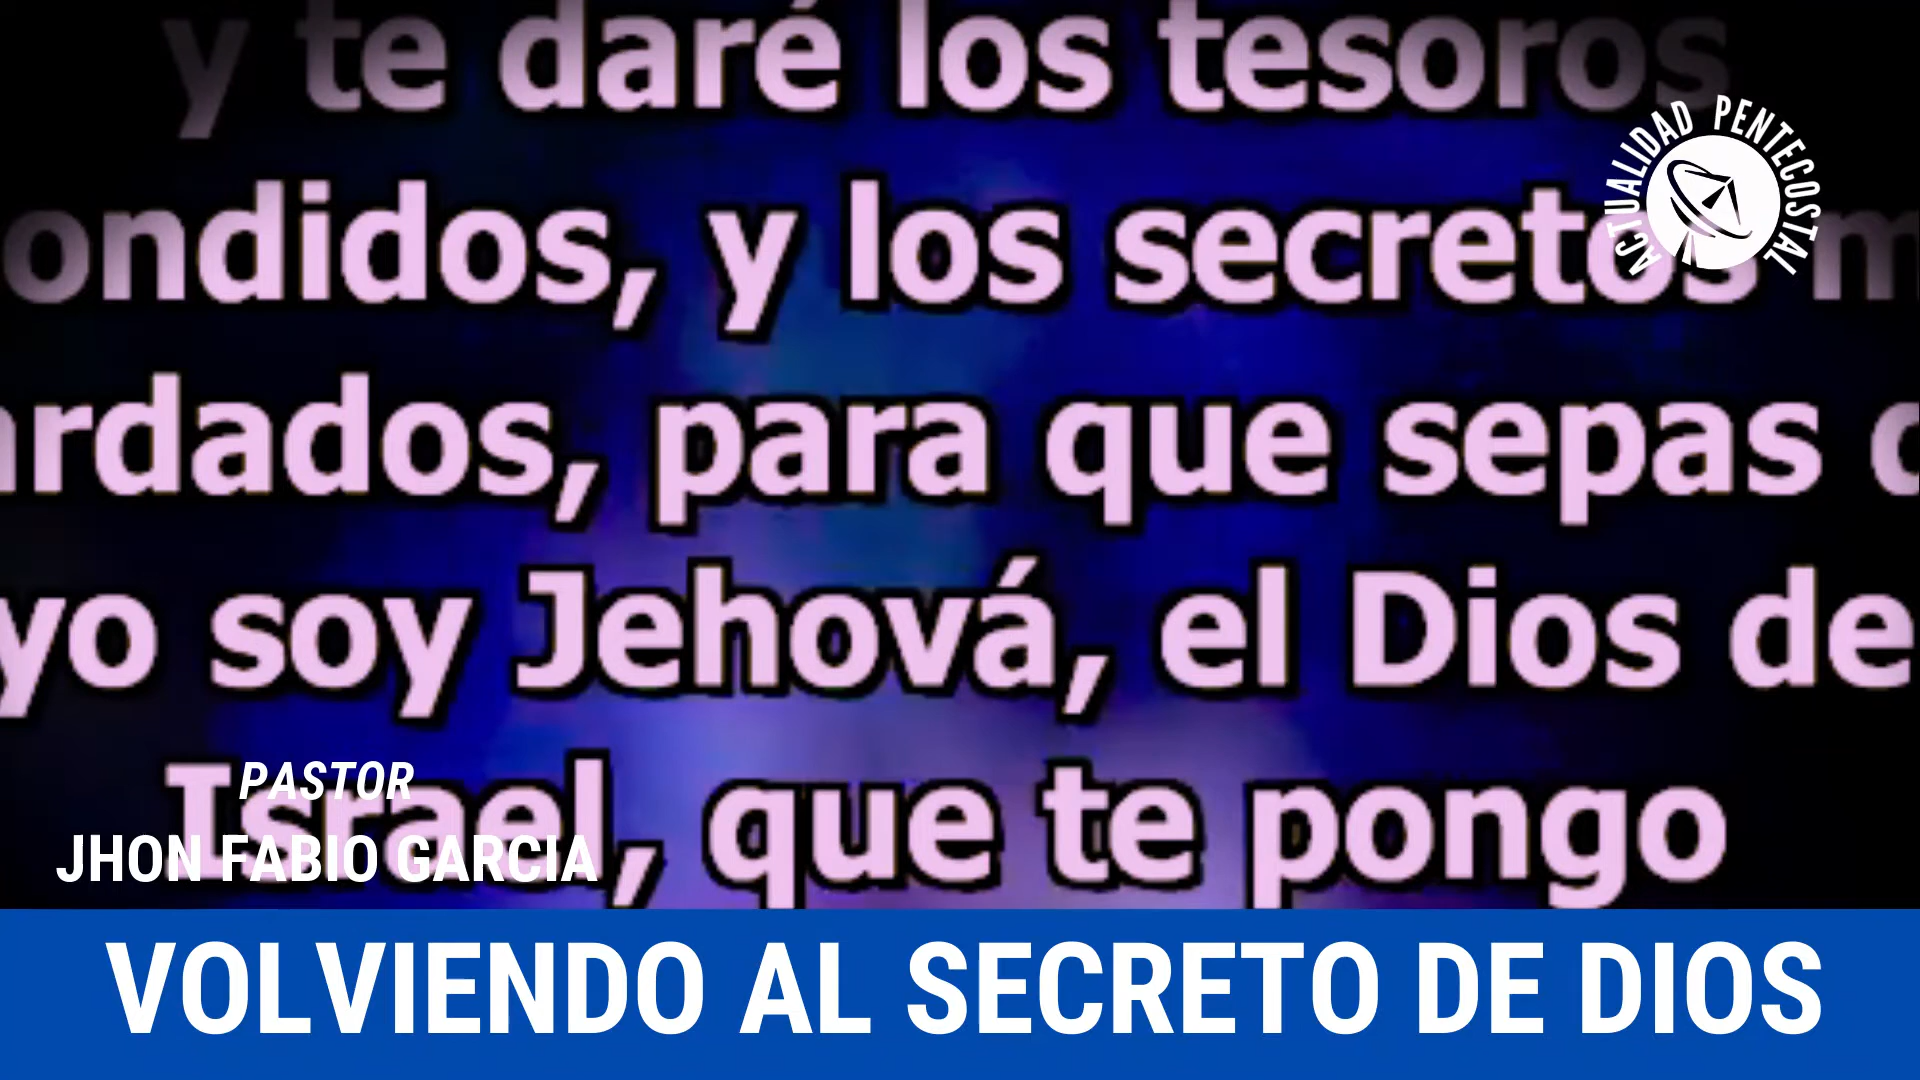 y te daré los tesoros
ACTUALIDAD PENTECOSTAL
ondidos, y los secretos m
ardados, para que sepas
yo soy Jehová, el Dios de
Israel, que te pongo
PASTOR
JHON FABIO GARCIA
VOLVIENDO AL SECRETO DE DIOS